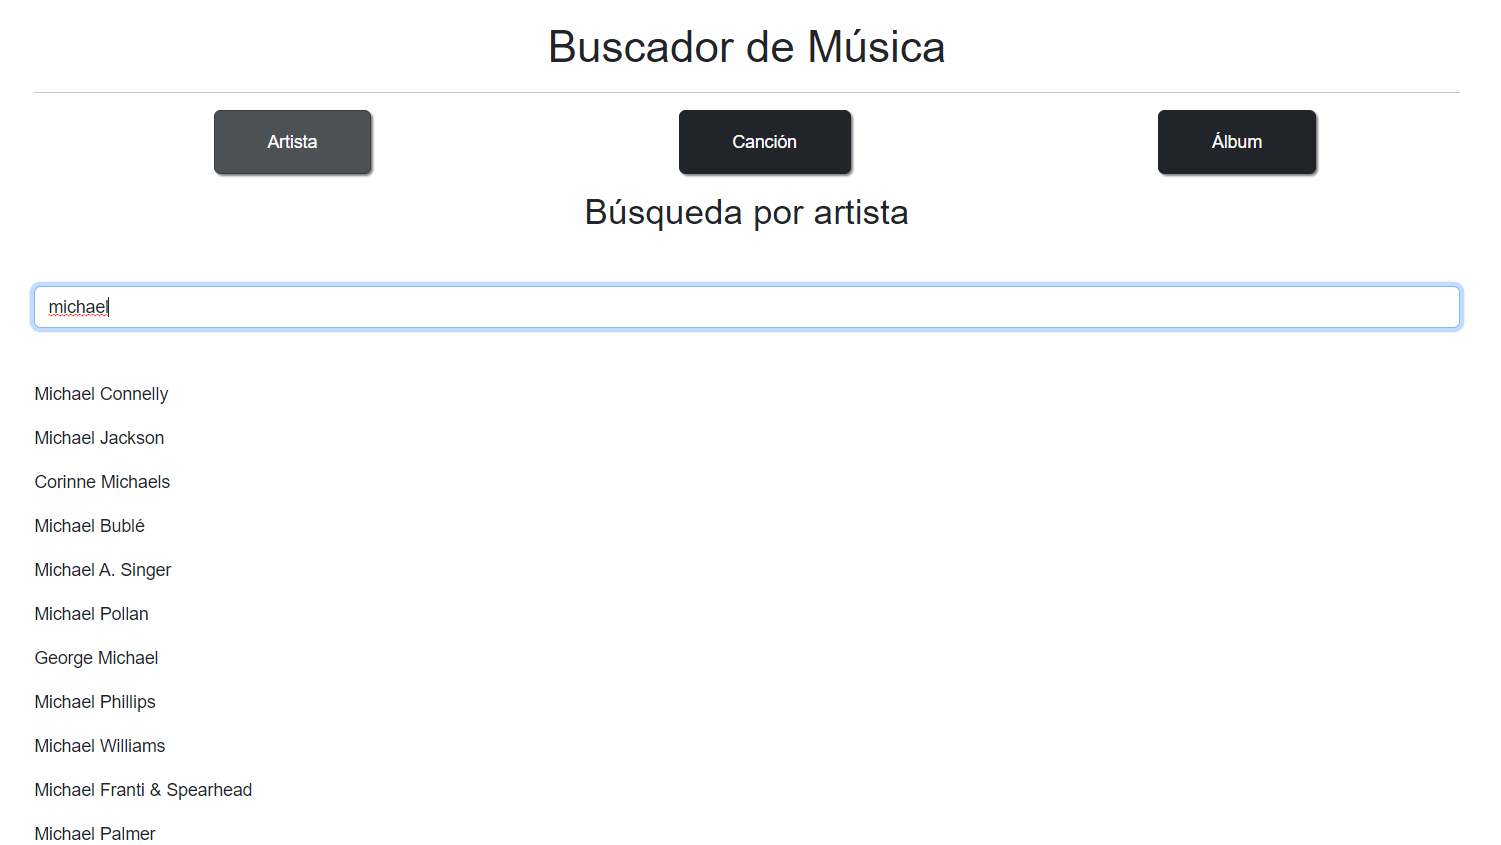 Buscador de Música
Artista
Canción
Álbum
Búsqueda por artista
michael
Michael Connelly
Michael Jackson
Corinne Michaels
Michael Bublé
Michael A. Singer
Michael Pollan
George Michael
Michael Phillips
Michael Williams
Michael Franti & Spearhead
Michael Palmer